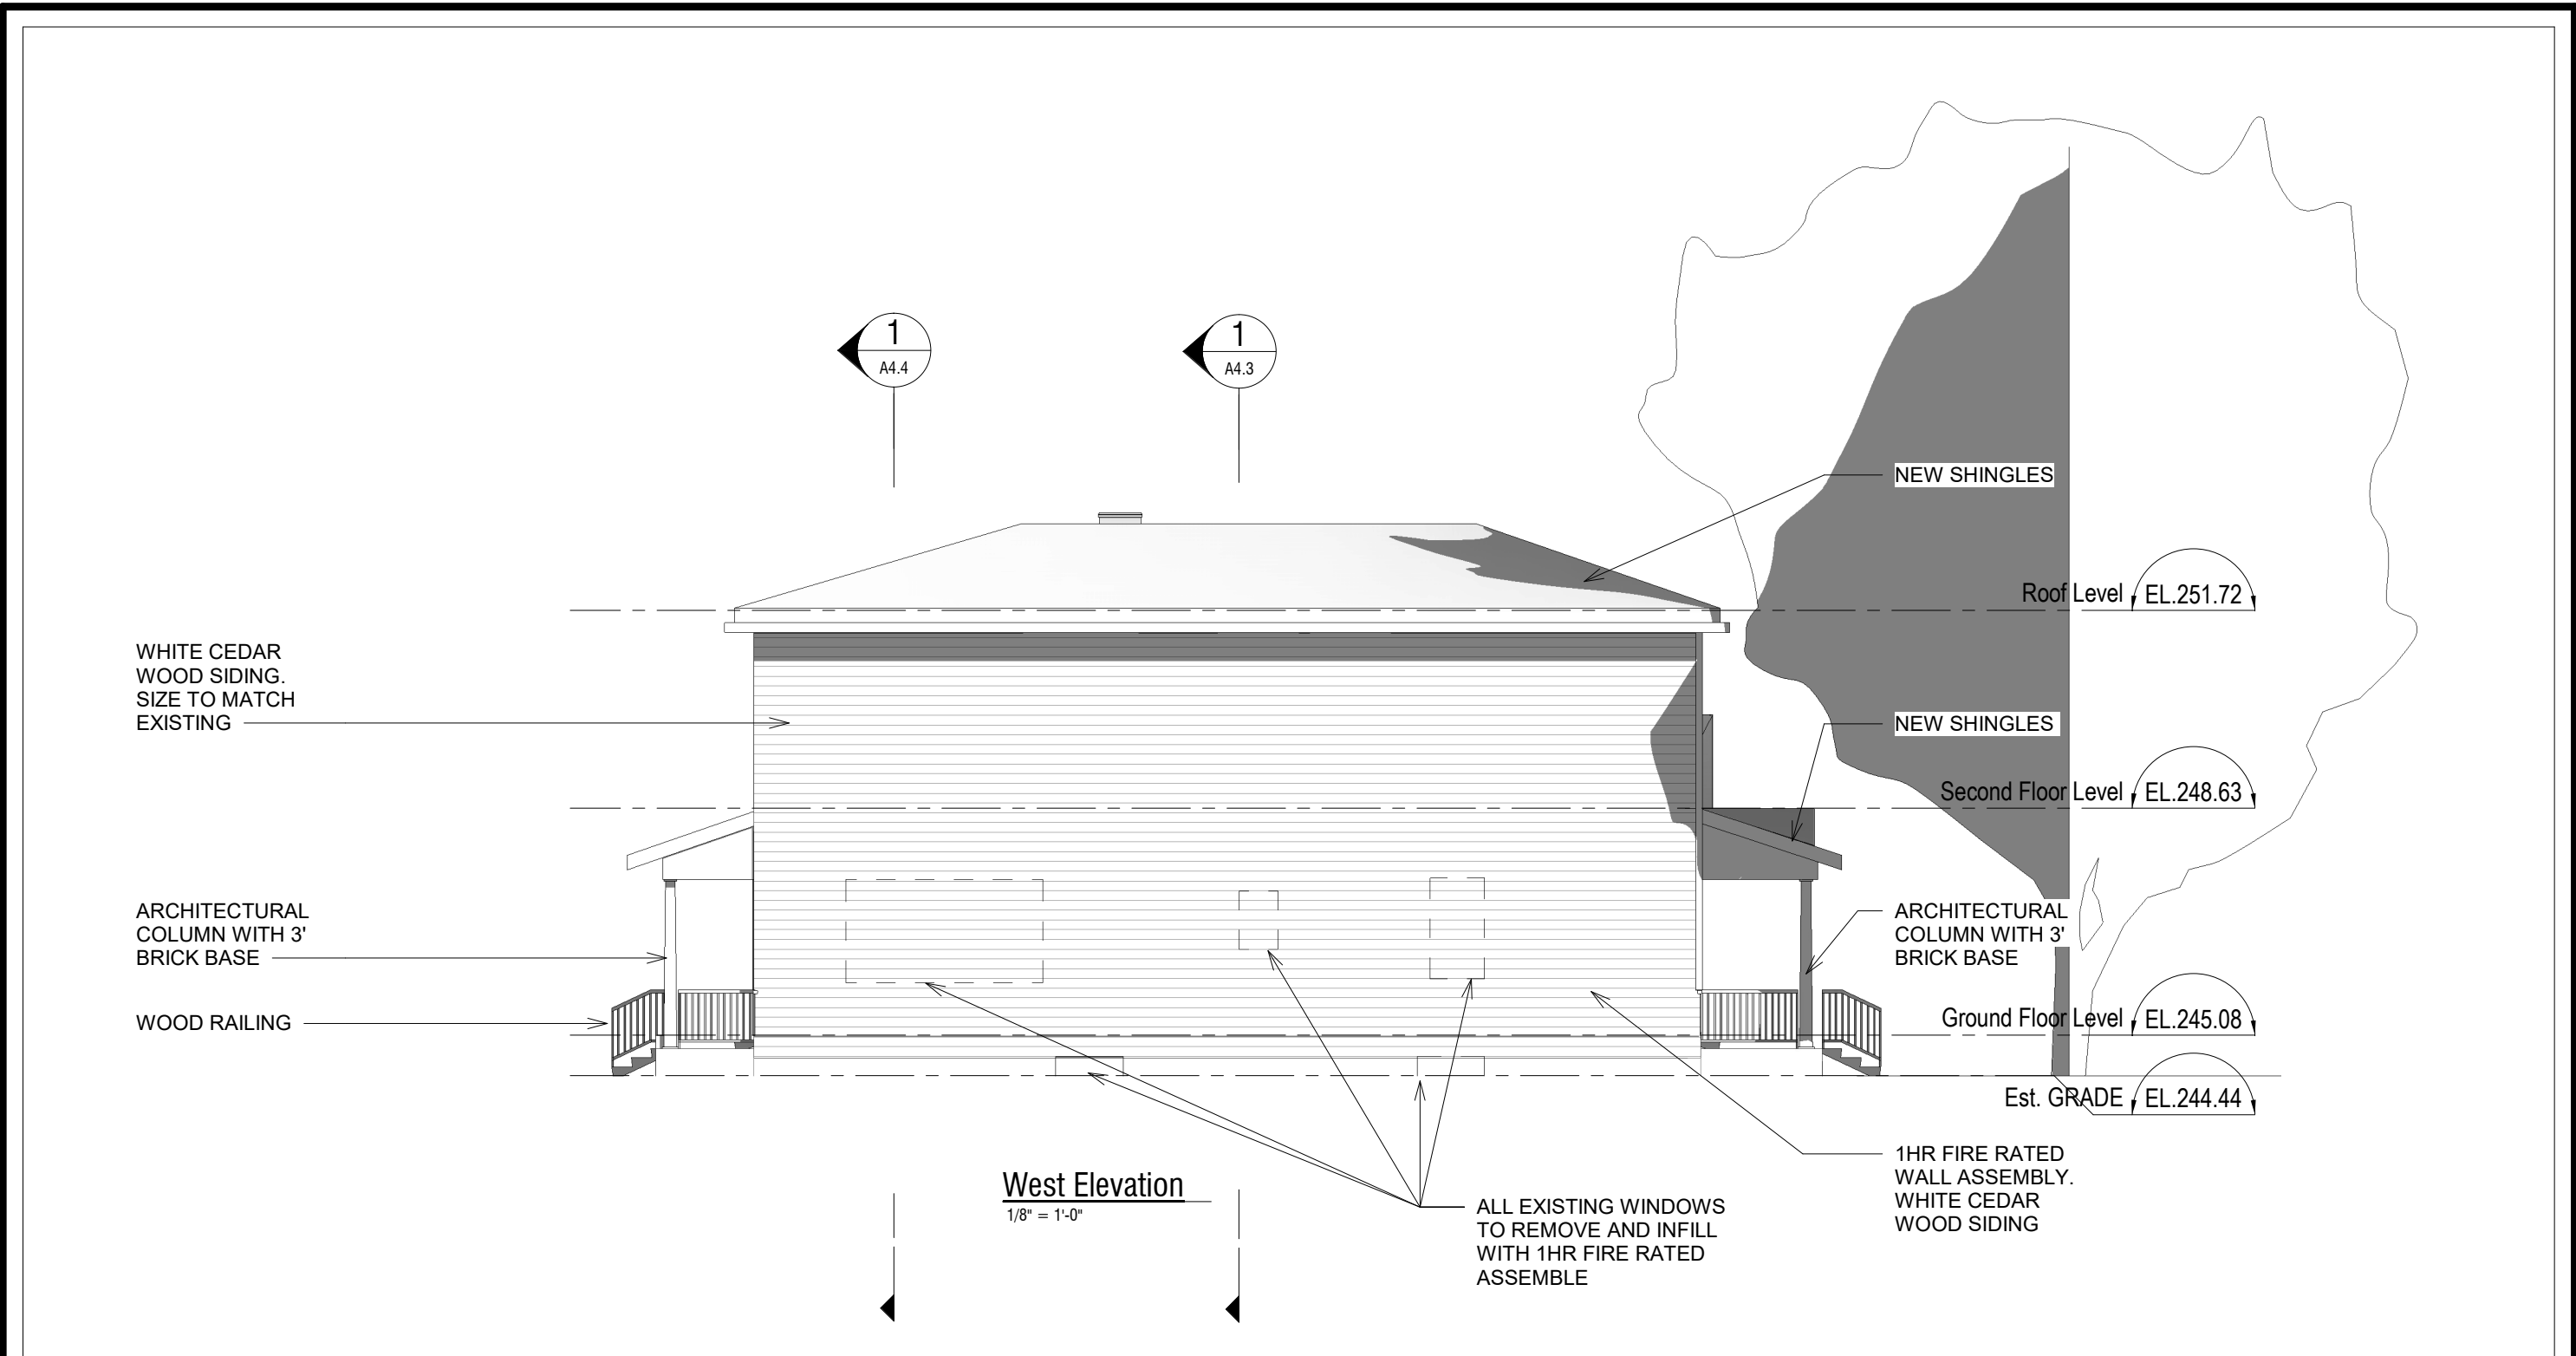 1
A4.4
1
A4.3
NEW SHINGLES
Roof Level EL.251.72
WHITE CEDAR
WOOD SIDING.
SIZE TO MATCH
EXISTING
NEW SHINGLES
Second Floor Level EL.248.63
ARCHITECTURAL
COLUMN WITH 3'
BRICK BASE
ARCHITECTURAL
COLUMN WITH 3'
BRICK BASE
WOOD RAILING
Ground Floor Level EL.245.08
Est. GRADE EL.244.44
1HR FIRE RATED
WALL ASSEMBLY.
WHITE CEDAR
WOOD SIDING
West Elevation
1/8" = 1'-0"
ALL EXISTING WINDOWS
TO REMOVE AND INFILL
WITH 1HR FIRE RATED
ASSEMBLE